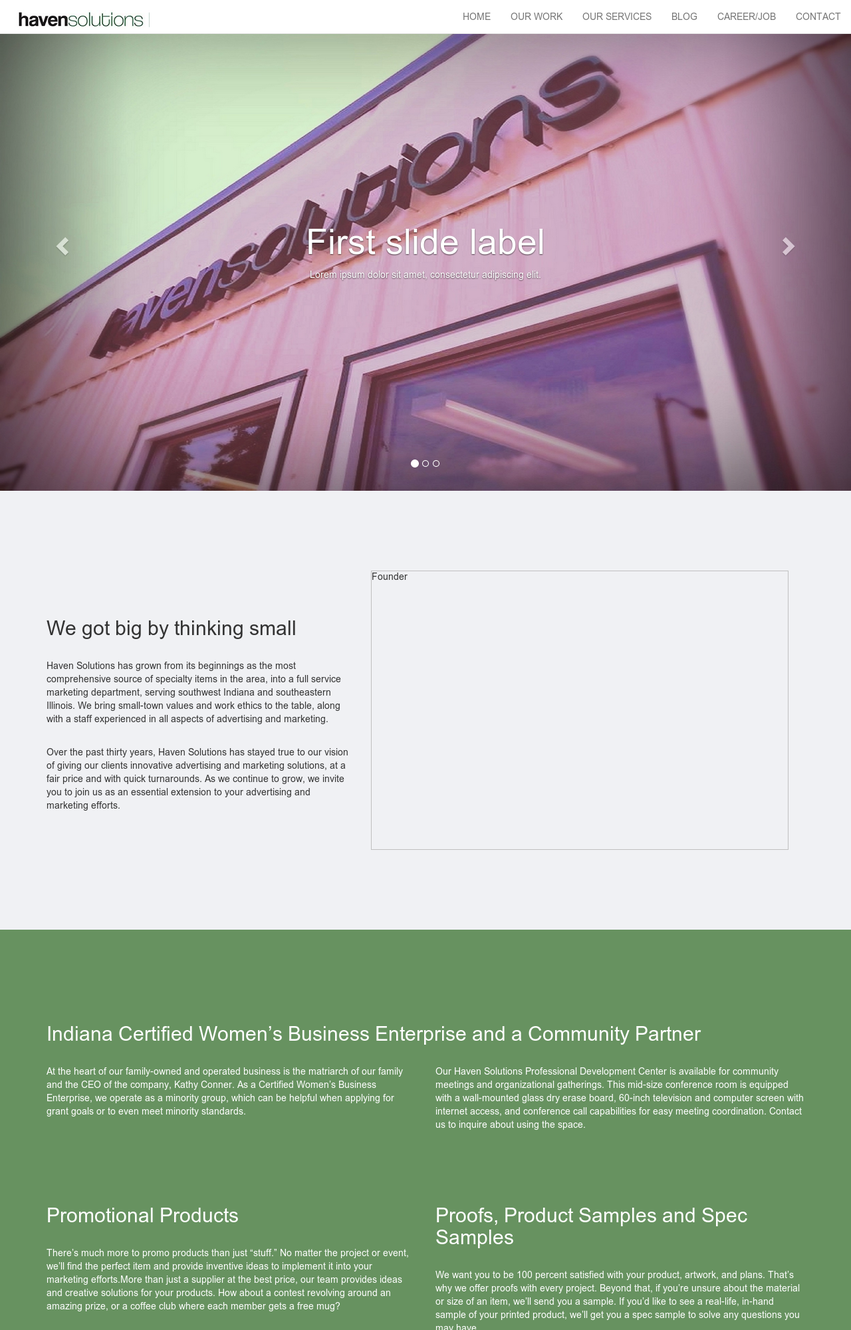 havensolutions
HOME OUR WORK OUR SERVICES BLOG CAREER/JOB CONTACT
havensolutions
First slide label
Lorem ipsum dolor sit amet, consectetur adipiscing elit.
Founder
We got big by thinking small
Haven Solutions has grown from its beginnings as the most
comprehensive source of specialty items in the area, into a full service
marketing department, serving southwest Indiana and southeastern
Illinois. We bring small-town values and work ethics to the table, along
with a staff experienced in all aspects of advertising and marketing.
Over the past thirty years, Haven Solutions has stayed true to our vision
of giving our clients innovative advertising and marketing solutions, at a
fair price and with quick turnarounds. As we continue to grow, we invite
you to join us as an essential extension to your advertising and
marketing efforts.
Indiana Certified Women’s Business Enterprise and a Community Partner
At the heart of our family-owned and operated business is the matriarch of our family
and the CEO of the company, Kathy Conner. As a Certified Women’s Business
Enterprise, we operate as a minority group, which can be helpful when applying for
grant goals or to even meet minority standards.
Our Haven Solutions Professional Development Center is available for community
meetings and organizational gatherings. This mid-size conference room is equipped
with a wall-mounted glass dry erase board, 60-inch television and computer screen with
internet access, and conference call capabilities for easy meeting coordination. Contact
us to inquire about using the space.
Promotional Products
There’s much more to promo products than just “stuff.” No matter the project or event,
we’ll find the perfect item and provide inventive ideas to implement it into your
marketing efforts.More than just a supplier at the best price, our team provides ideas
and creative solutions for your products. How about a contest revolving around an
amazing prize, or a coffee club where each member gets a free mug?
Proofs, Product Samples and Spec
Samples
We want you to be 100 percent satisfied with your product, artwork, and plans. That’s
why we offer proofs with every project. Beyond that, if you’re unsure about the material
or size of an item, we’ll send you a sample. If you’d like to see a real-life, in-hand
sample of your printed product, we’ll get you a spec sample to solve any questions you
may have